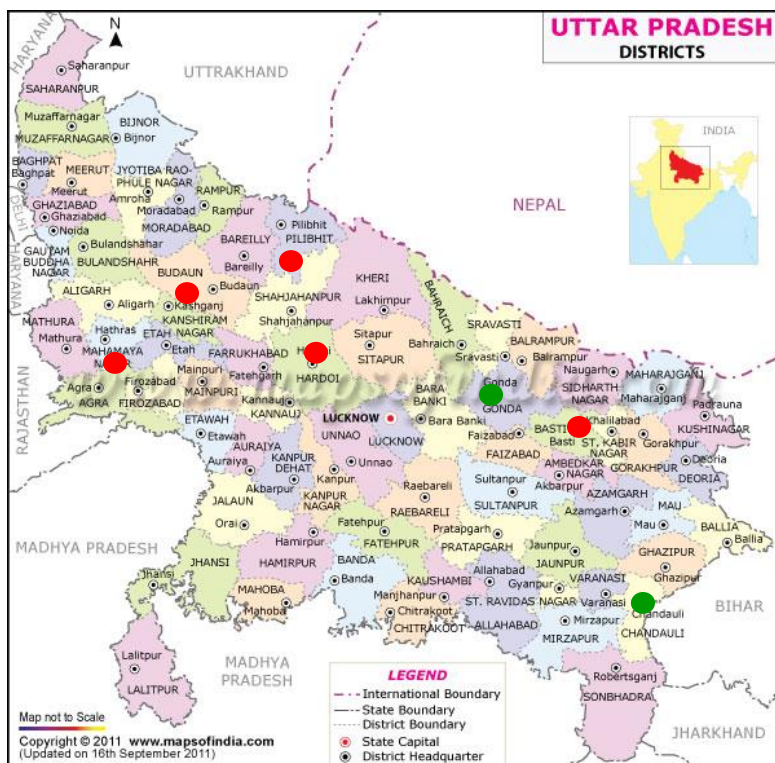 UTTAR PRADESH
DISTRICTS
HARYANA
N
Saharanpur
SAHARANPUR
UTTRAKHAND
Muzaffarnagar
MUZAFFARNAGAR
BIJNOR
Bijnor
INDIA
BAGHPAT
Baghpat
MEERUT
Meerut
JYOTIBA RAO-
PHULE NAGAR
Amroha
Moradabad
MORADABAD
RAMPUR
Rampur
GHAZIABAD
Ghaziabad
DELHI
Noida
GAUTAM
BUDDHA
NAGAR
Bulandshahar
BULANDSHAHR
NEPAL
BAREILLY
Bareilly
Pilibhit
PILIBHIT
HARYANA
BUDAUN
Budaun
ALIGARH
Aligarh
Kashganj
KANSHIRAM
NAGAR
SHAHJAHANPUR
Shahjahanpur
KHERI
Lakhimpur
BAHRAICH
Bahraich
SRAVASTI
Sravasti
BALRAMPUR
Balrampur
MATHURA
Mathura
Hathras
MAHAMAYA
ETAH
Etah
FARRUKHABAD
Fatehgarh
HARDOI
Sitapur
SITAPUR
Naugarh
SIDHARTH
NAGAR
MAHARAJGANJ
Maharajganj
Agra
AGRA
Firozabad
FIROZABAD
Mainpuri
MAINPURI
Kannauj
KANNAUJ
BARA
BANKI
Bara Banki
Gonda
GONDA
Padrauna
KUSHINAGAR
RAJASTAN
ETAWAH
Etawah
LUCKNOW
LUCKNOW
UNNAO
Unnao
Faizabad
FAIZABAD
BASTI
Basti
Khalilabad
ST. KABIR
NAGAR
Gorakhpur
GORAKHPUR
Deoria
DEORIA
AURAIYA
Auraiya
KANPUR
DEHAT
Akbarpur
Kanpur
KANPUR
NAGAR
Raebareli
RAEBARELI
Sultanpur
SULTANPUR
AMBEDKAR
NAGAR
Akbarpur
AZAMGARH
Azamgarh
MAU
Mau
BALLIA
Ballia
JALAUN
Orai
Fatehpur
FATEHPUR
Pratapgarh
PRATAPGARH
Jaunpur
JAUNPUR
GHAZIPUR
Ghazipur
MADHYA PRADESH
JHANSI
Jhansi
Hamirpur
HAMIRPUR
BANDA
Banda
KAUSHAMBI
Manjhanpur
Allahabad
ALLAHABAD
Gyanpur
ST. RAVIDAS NAGAR
VARANASI
Varanasi
Chandauli
CHANDAULI
BIHAR
MAHOBA
Mahoba
Chitrakoot
CHITRAKOOT
Mirzapur
MIRZAPUR
Lalitpur
LALITPUR
MADHYA
PRADESH
Robertsganj
SONBHADRA
JHARKHAND
LEGEND
International Boundary
State Boundary
District Boundary
State Capital
District Headquarter
Map not to Scale
Copyright © 2011 www.mapsofindia.com
(Updated on 16th September 2011)